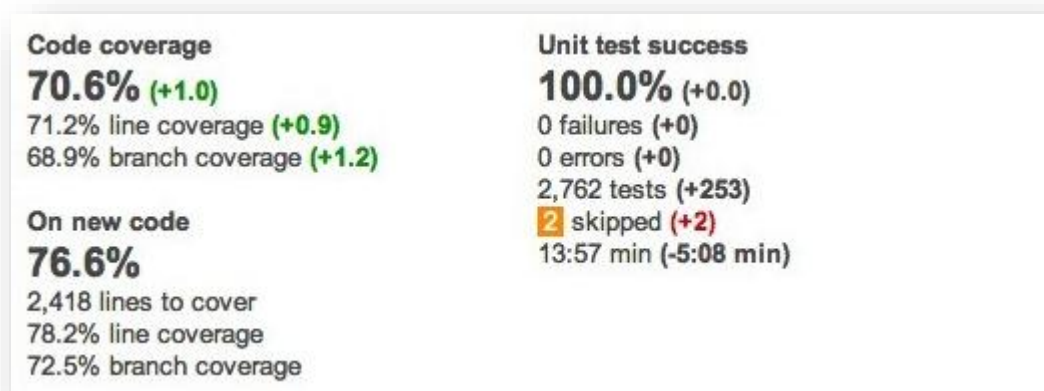 Code coverage
70.6% (+1.0)
71.2% line coverage (+0.9)
68.9% branch coverage (+1.2)
On new code
76.6%
2,418 lines to cover
78.2% line coverage
72.5% branch coverage
Unit test success
100.0% (+0.0)
0 failures (+0)
0 errors (+0)
2,762 tests (+253)
2 skipped (+2)
13:57 min (-5:08 min)